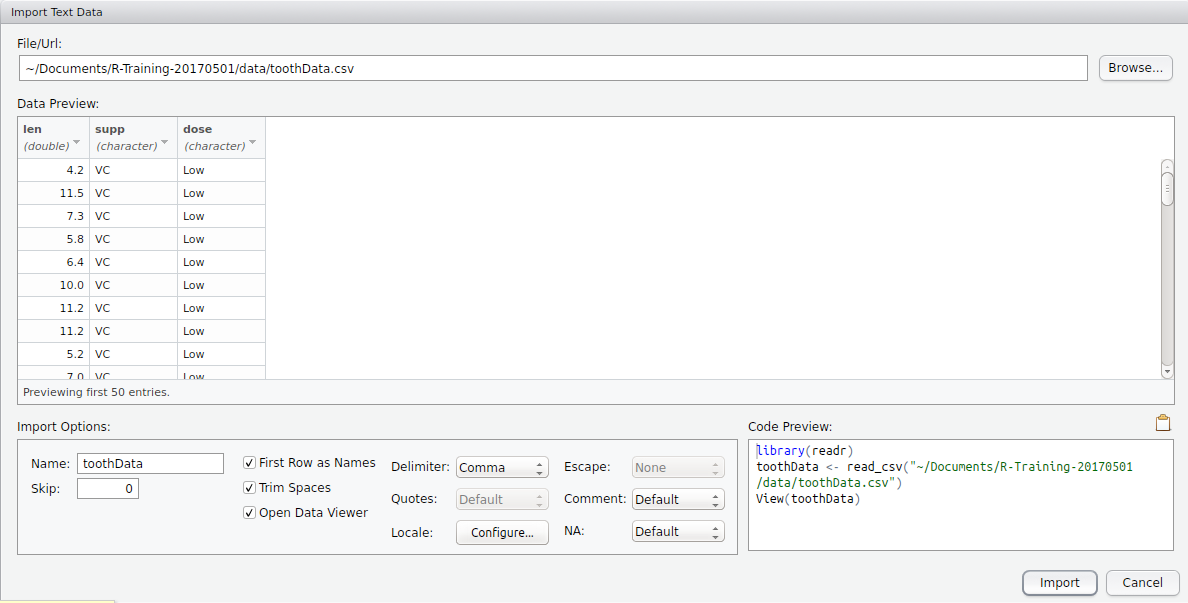 Import Text Data
File/Url:
~/Documents/R-Training-20170501/data/toothData.csv Browse...
Data Preview:
len supp dose
(double) (character) (character)
4.2 VC Low
11.5 VC Low
7.3 VC Low
5.8 VC Low
6.4 VC Low
10.0 VC Low
11.2 VC Low
11.2 VC Low
5.2 VC Low
7.0 VC Low
Previewing first 50 entries.
Import Options:
Name: toothData
Skip: 0
First Row as Names
Trim Spaces
Open Data Viewer
Delimiter: Comma
Quotes: Default
Locale: Configure...
Escape: None
Comment: Default
NA: Default
Code Preview:
library(readr)
toothData <- read_csv("~/Documents/R-Training-20170501
/data/toothData.csv")
View(toothData)
Import Cancel